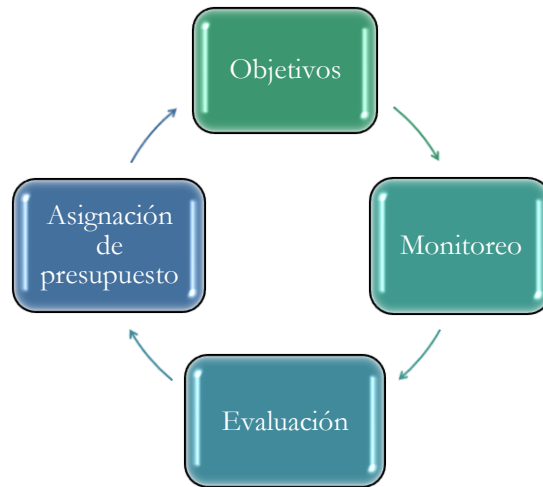 Objetivos
Monitoreo
Evaluación
Asignación
de
presupuesto